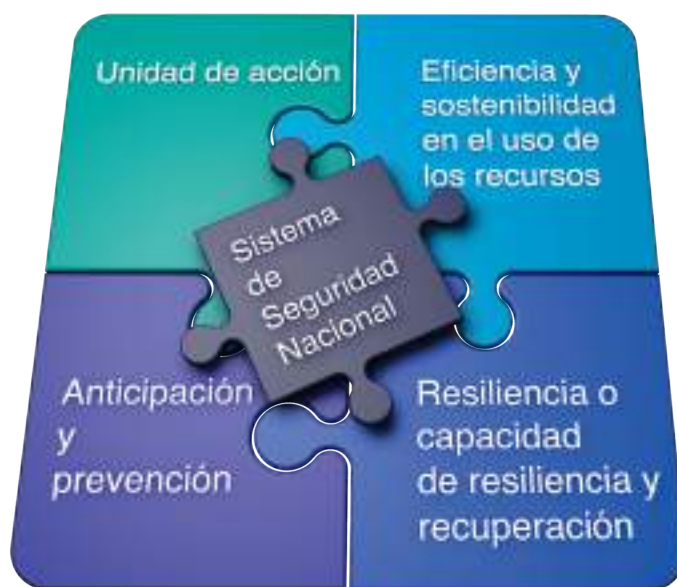 Unidad de acción
Eficiencia y
sostenibilidad
en el uso de
los recursos
Sistema
de
Seguridad
Nacional
Anticipación
y
prevención
Resiliencia o
capacidad
de resiliencia y
recuperación